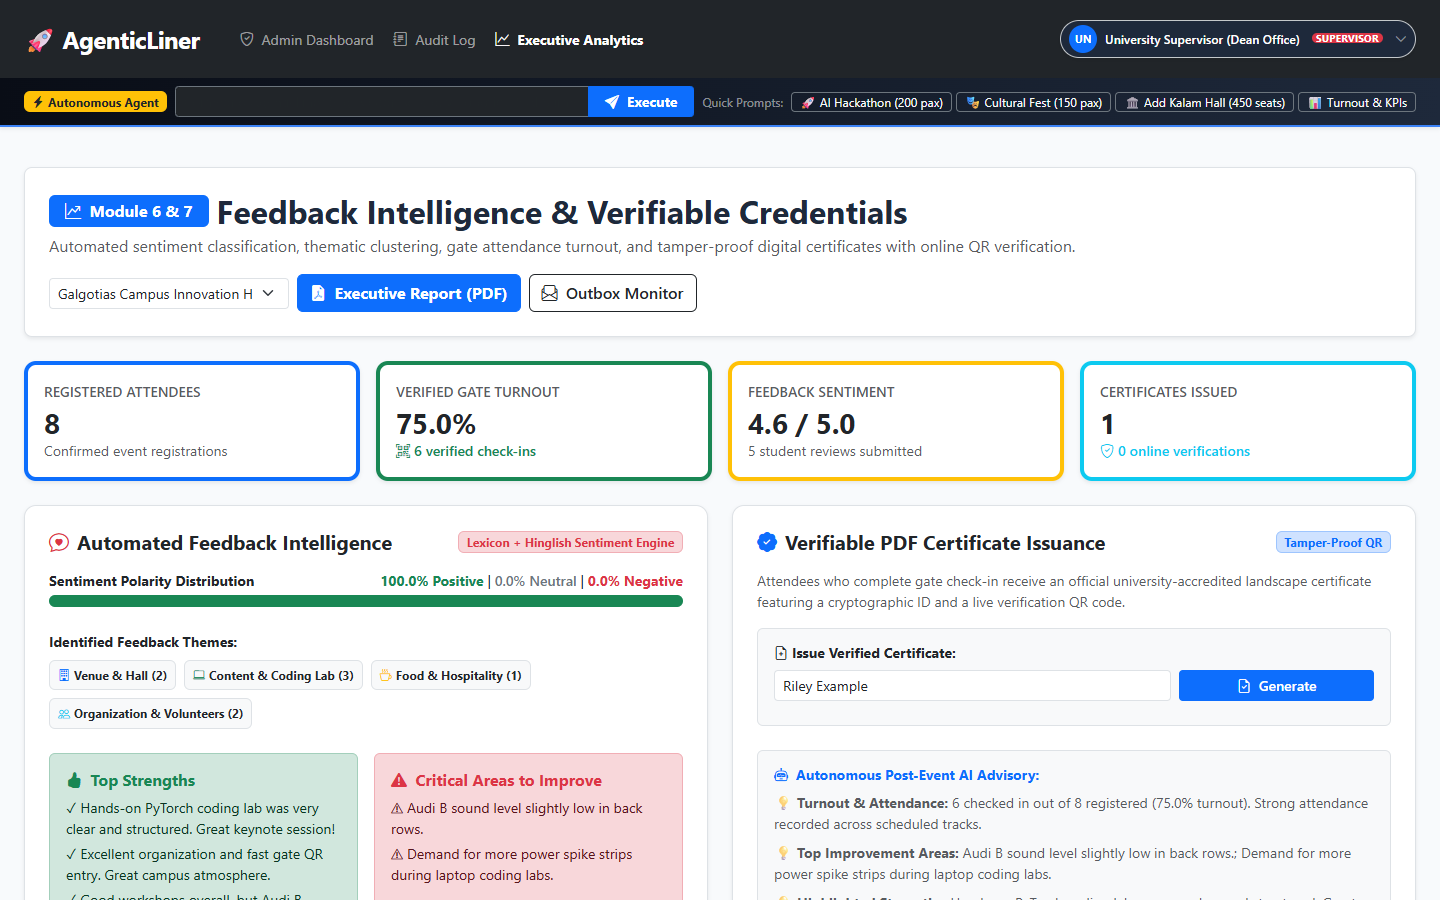 AgenticLiner
Admin Dashboard
Audit Log
Executive Analytics
UN
University Supervisor (Dean Office)
SUPERVISOR
Autonomous Agent
Execute
Quick Prompts:
AI Hackathon (200 pax)
Cultural Fest (150 pax)
Add Kalam Hall (450 seats)
Turnout & KPIs
Module 6 & 7
Feedback Intelligence & Verifiable Credentials
Automated sentiment classification, thematic clustering, gate attendance turnout, and tamper-proof digital certificates with online QR verification.
Galgotias Campus Innovation H
Executive Report (PDF)
Outbox Monitor
REGISTERED ATTENDEES
8
Confirmed event registrations
VERIFIED GATE TURNOUT
75.0%
6 verified check-ins
FEEDBACK SENTIMENT
4.6 / 5.0
5 student reviews submitted
CERTIFICATES ISSUED
1
0 online verifications
Automated Feedback Intelligence
Lexicon + Hinglish Sentiment Engine
Sentiment Polarity Distribution
100.0% Positive | 0.0% Neutral | 0.0% Negative
Identified Feedback Themes:
Venue & Hall (2)
Content & Coding Lab (3)
Food & Hospitality (1)
Organization & Volunteers (2)
Top Strengths
✓ Hands-on PyTorch coding lab was very
clear and structured. Great keynote session!
✓ Excellent organization and fast gate QR
entry. Great campus atmosphere.
✓ Good workshops overall, but Audi B
Critical Areas to Improve
⚠ Audi B sound level slightly low in back
rows.
⚠ Demand for more power spike strips
during laptop coding labs.
Verifiable PDF Certificate Issuance
Tamper-Proof QR
Attendees who complete gate check-in receive an official university-accredited landscape certificate
featuring a cryptographic ID and a live verification QR code.
Issue Verified Certificate:
Riley Example
Generate
Autonomous Post-Event AI Advisory:
Turnout & Attendance: 6 checked in out of 8 registered (75.0% turnout). Strong attendance
recorded across scheduled tracks.
Top Improvement Areas: Audi B sound level slightly low in back rows.; Demand for more
power spike strips during laptop coding labs.